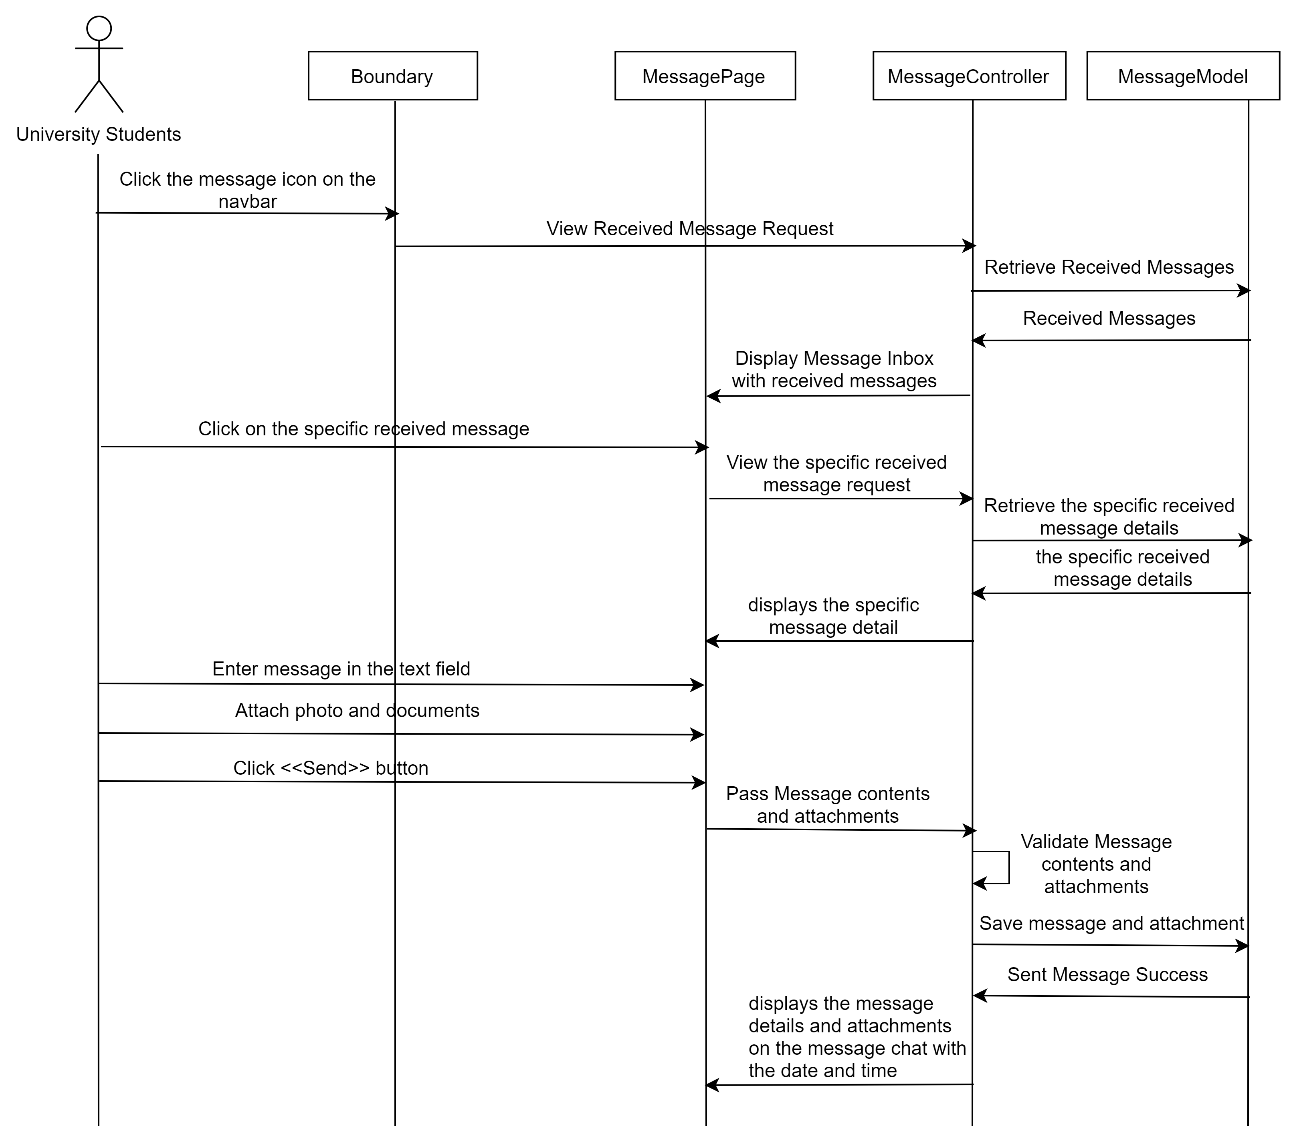 Boundary
MessagePage
MessageController
MessageModel
University Students
Click the message icon on the
navbar
View Received Message Request
Retrieve Received Messages
Received Messages
Display Message Inbox
with received messages
Click on the specific received message
View the specific received
message request
Retrieve the specific received
message details
the specific received
message details
displays the specific
message detail
Enter message in the text field
Attach photo and documents
Click <<Send>> button
Pass Message contents
and attachments
Validate Message
contents and
attachments
Save message and attachment
Sent Message Success
displays the message
details and attachments
on the message chat with
the date and time